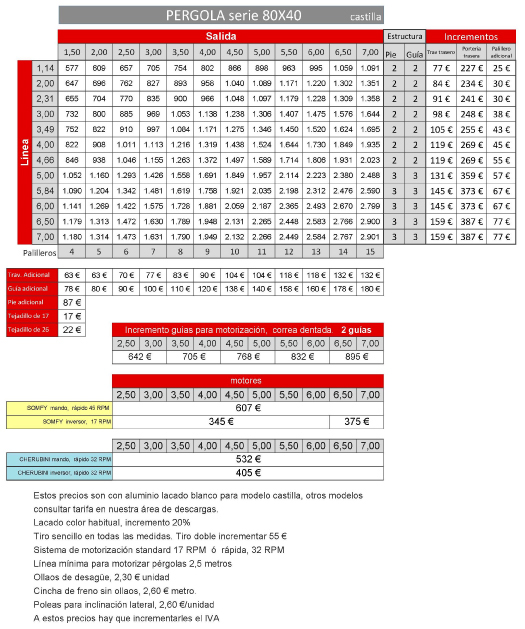 PERGOLA serie 80X40 castilla
Salida Estructura Incrementos
1,50 2,00 2,50 3,00 3,50 4,00 4,50 5,00 5,50 6,00 6,50 7,00 Pie Guía Trav trasero Portería trasera Palillero adicional
Línea
1,14 577 609 657 705 754 802 866 898 963 995 1.059 1.091 2 2 77 € 227 € 25 €
2,00 647 696 762 827 893 958 1.040 1.089 1.171 1.220 1.302 1.351 2 2 84 € 234 € 30 €
2,31 655 704 770 835 900 966 1.048 1.097 1.179 1.228 1.309 1.358 2 2 91 € 241 € 30 €
3,00 732 800 885 969 1.053 1.138 1.238 1.306 1.407 1.475 1.576 1.644 2 2 98 € 248 € 38 €
3,49 752 822 910 997 1.084 1.171 1.275 1.346 1.450 1.520 1.624 1.695 2 2 105 € 255 € 43 €
4,00 822 908 1.011 1.113 1.216 1.319 1.438 1.524 1.644 1.730 1.849 1.935 2 2 119 € 269 € 45 €
4,66 846 938 1.046 1.155 1.263 1.372 1.497 1.589 1.714 1.806 1.931 2.023 2 2 119 € 269 € 55 €
5,00 1.052 1.160 1.293 1.426 1.558 1.691 1.849 1.957 2.114 2.223 2.380 2.488 3 3 131 € 359 € 57 €
5,84 1.090 1.204 1.342 1.481 1.619 1.758 1.921 2.035 2.198 2.312 2.476 2.590 3 3 145 € 373 € 67 €
6,00 1.141 1.269 1.422 1.575 1.728 1.881 2.059 2.187 2.365 2.493 2.670 2.799 3 3 145 € 373 € 67 €
6,50 1.179 1.313 1.472 1.630 1.789 1.948 2.131 2.265 2.448 2.583 2.766 2.900 3 3 159 € 387 € 77 €
7,00 1.180 1.314 1.473 1.631 1.790 1.949 2.132 2.266 2.449 2.584 2.767 2.901 3 3 159 € 387 € 77 €
Palilleros 4 5 6 7 8 9 10 11 12 13 14 15
Trav. Adicional 63 € 63 € 70 € 77 € 83 € 90 € 104 € 104 € 118 € 118 € 132 € 132 €
Guia adicional 78 € 80 € 90 € 100 € 110 € 120 € 138 € 140 € 158 € 160 € 178 € 180 €
Pie adicional 87 €
Tejadillo de 17 17 €
Tejadillo de 26 22 €
Incremento guías para motorización, correa dentada. 2 guías
2,50 3,00 3,50 4,00 4,50 5,00 5,50 6,00 6,50 7,00
642 € 705 € 768 € 832 € 895 €
motores
2,50 3,00 3,50 4,00 4,50 5,00 5,50 6,00 6,50 7,00
SOMFY mando, rápido 45 RPM 607 €
SOMFY inversor, 17 RPM 345 € 375 €
2,50 3,00 3,50 4,00 4,50 5,00 5,50 6,00 6,50 7,00
CHERUBINI mando, rápido 32 RPM 532 €
CHERUBINI inversor, rápido 32 RPM 405 €
Estos precios son con aluminio lacado blanco para modelo castilla, otros modelos
consultar tarifa en nuestra área de descargas.
Lacado color habitual, incremento 20%
Tiro sencillo en todas las medidas. Tiro doble incrementar 55 €
Sistema de motorización standard 17 RPM ó rápida, 32 RPM
Línea mínima para motorizar pérgolas 2,5 metros
Ollaos de desagüe, 2,30 € unidad
Cincha de freno sin ollaos, 2,60 € metro.
Poleas para inclinación lateral, 2,60 €/unidad
A estos precios hay que incrementarles el IVA